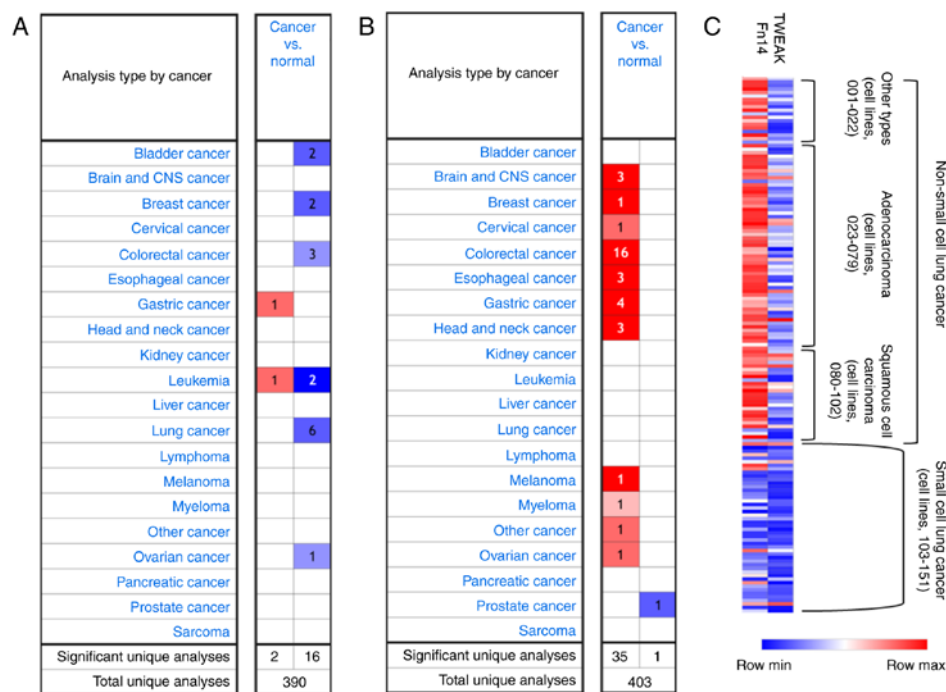 A
Analysis type by cancer
Cancer
vs.
normal
Bladder cancer 2
Brain and CNS cancer
Breast cancer 2
Cervical cancer
Colorectal cancer 3
Esophageal cancer
Gastric cancer 1
Head and neck cancer
Kidney cancer
Leukemia 1 2
Liver cancer
Lung cancer 6
Lymphoma
Melanoma
Myeloma
Other cancer
Ovarian cancer 1
Pancreatic cancer
Prostate cancer
Sarcoma
Significant unique analyses 2 16
Total unique analyses 390
B
Analysis type by cancer
Cancer
vs.
normal
Bladder cancer
Brain and CNS cancer 3
Breast cancer 1
Cervical cancer 1
Colorectal cancer 16
Esophageal cancer 3
Gastric cancer 4
Head and neck cancer 3
Kidney cancer
Leukemia
Liver cancer
Lung cancer
Lymphoma
Melanoma 1
Myeloma 1
Other cancer 1
Ovarian cancer 1
Pancreatic cancer
Prostate cancer 1
Sarcoma
Significant unique analyses 35 1
Total unique analyses 403
C
TWEAK
Fn14
Other types
(cell lines,
001-022)
Adenocarcinoma
(cell lines,
023-079)
Squamous cell
carcinoma
(cell lines,
080-102)
Non-small cell lung cancer
Small cell lung cancer
(cell lines, 103-151)
Row min Row max